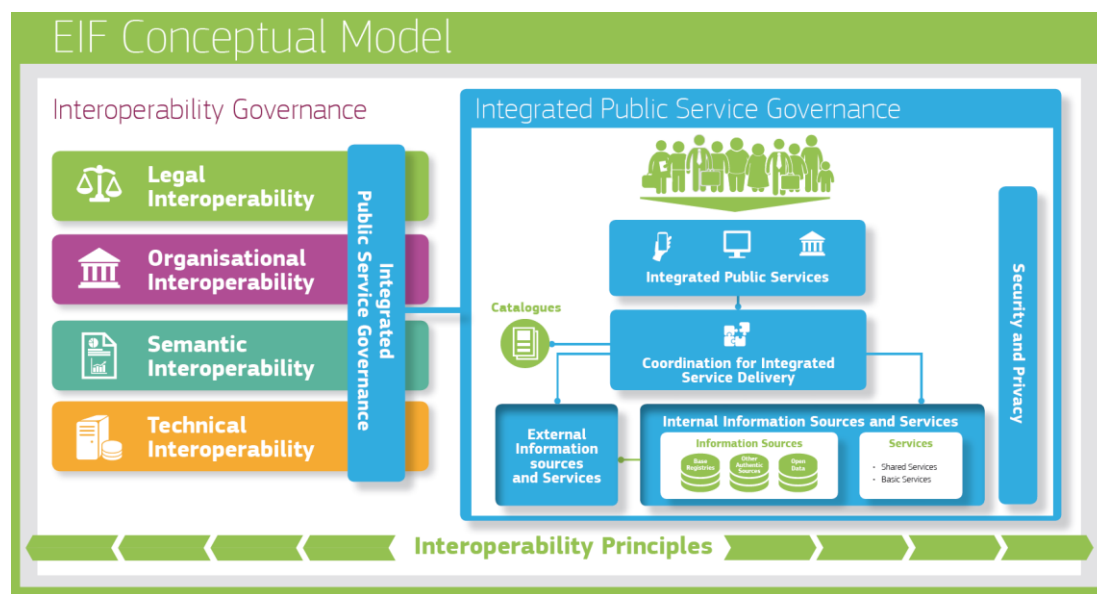 EIF Conceptual Model
Interoperability Governance
Legal
Interoperability
Organisational
Interoperability
Semantic
Interoperability
Technical
Interoperability
Integrated
Public Service Governance
Integrated Public Service Governance
Integrated Public Services
Catalogues
Coordination for Integrated
Service Delivery
External
Information
sources
and Services
Internal Information Sources and Services
Information Sources
Base
Registries
Other
Authentic
Sources
Open
Data
Services
- Shared Services
- Basic Services
Security and Privacy
Interoperability Principles